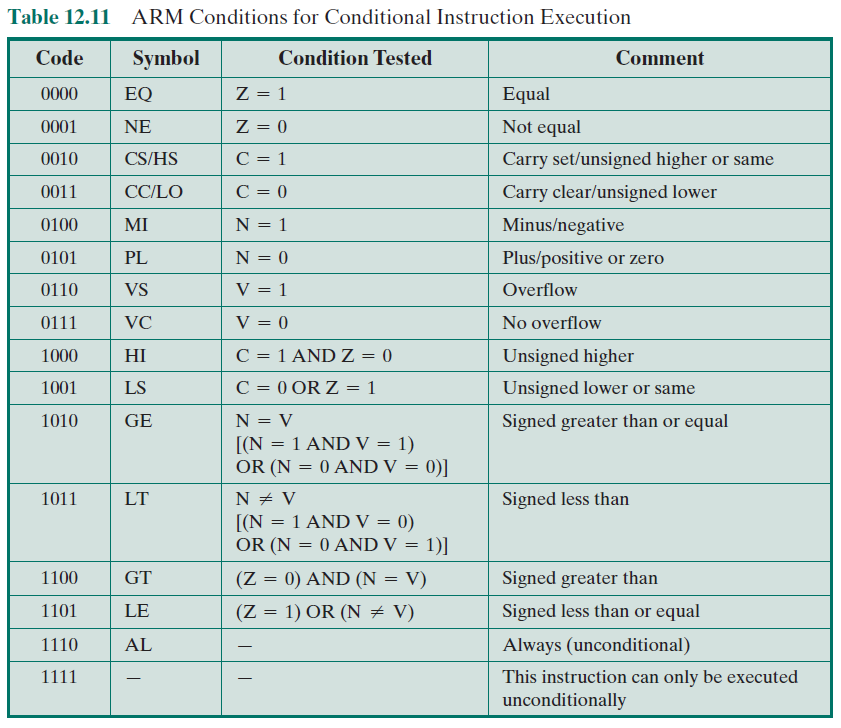 Table 12.11 ARM Conditions for Conditional Instruction Execution
Code Symbol Condition Tested Comment
0000 EQ Z = 1 Equal
0001 NE Z = 0 Not equal
0010 CS/HS C = 1 Carry set/unsigned higher or same
0011 CC/LO C = 0 Carry clear/unsigned lower
0100 MI N = 1 Minus/negative
0101 PL N = 0 Plus/positive or zero
0110 VS V = 1 Overflow
0111 VC V = 0 No overflow
1000 HI C = 1 AND Z = 0 Unsigned higher
1001 LS C = 0 OR Z = 1 Unsigned lower or same
1010 GE N = V Signed greater than or equal
[(N = 1 AND V = 1)
OR (N = 0 AND V = 0)]
1011 LT N ≠ V Signed less than
[(N = 1 AND V = 0)
OR (N = 0 AND V = 1)]
1100 GT (Z = 0) AND (N = V) Signed greater than
1101 LE (Z = 1) OR (N ≠ V) Signed less than or equal
1110 AL — Always (unconditional)
1111 — — This instruction can only be executed
unconditionally